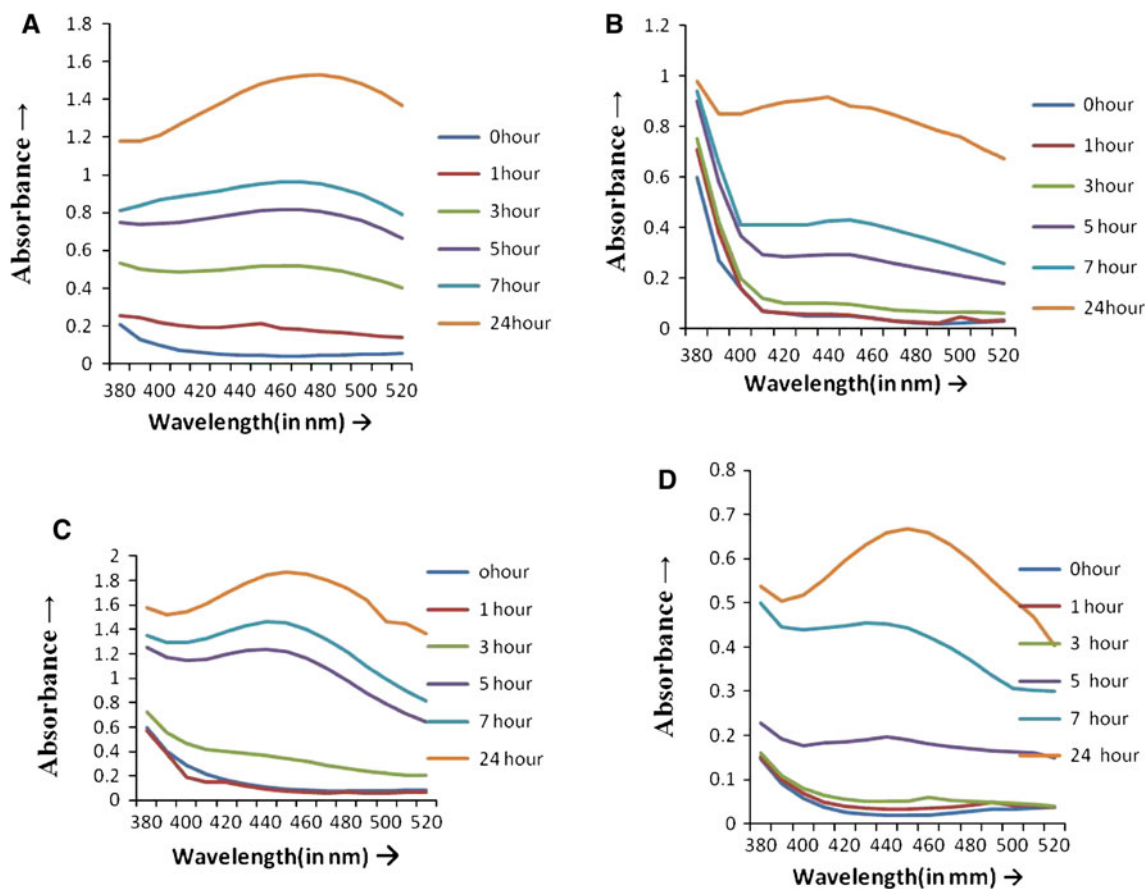 A
Absorbance →
1.8
1.6
1.4
1.2
1
0.8
0.6
0.4
0.2
0
380 400 420 440 460 480 500 520
Wavelength(in nm) →
0hour
1hour
3hour
5hour
7hour
24hour
B
Absorbance →
1.2
1
0.8
0.6
0.4
0.2
0
380 400 420 440 460 480 500 520
Wavelength(in nm) →
0hour
1hour
3hour
5 hour
7 hour
24 hour
C
Absorbance →
2
1.8
1.6
1.4
1.2
1
0.8
0.6
0.4
0.2
0
380 400 420 440 460 480 500 520
Wavelength(in nm) →
ohour
1 hour
3 hour
5 hour
7 hour
24 hour
D
Absorbance →
0.8
0.7
0.6
0.5
0.4
0.3
0.2
0.1
0
380 400 420 440 460 480 500 520
Wavelength(in mm) →
0hour
1 hour
3 hour
5 hour
7 hour
24 hour